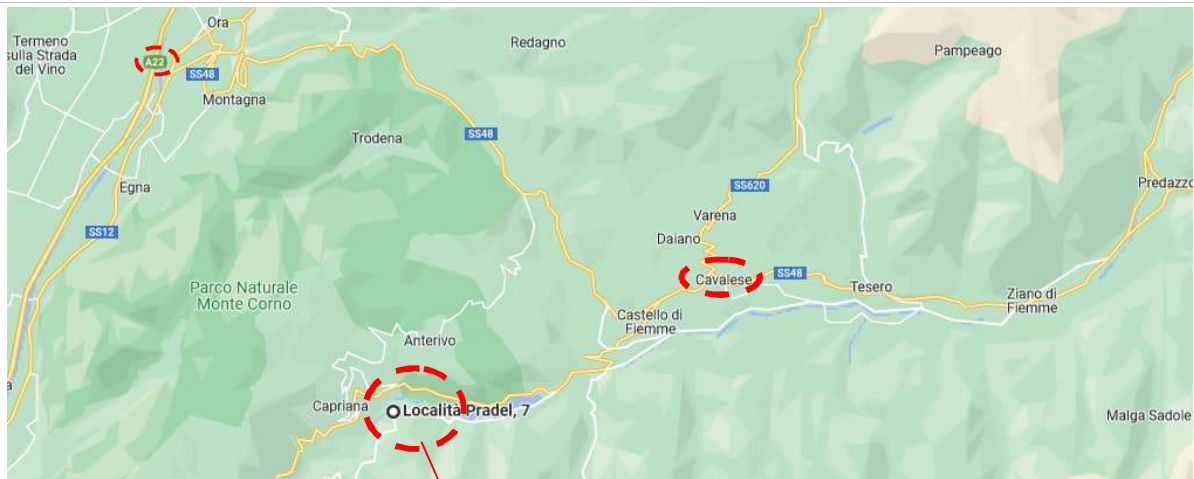 Ora
Termeno
sulla Strada
del Vino
A22
SS48
Montagna
Redagno
Pampeago
Trodena
SS48
Egna
SS12
SS620
Predazzo
Varena
Daiano
Cavalese
SS48
Tesero
Parco Naturale
Monte Corno
Castello di
Fiemme
Ziano di
Fiemme
Anterivo
Capriana
Località Pradel, 7
Malga Sadole
a